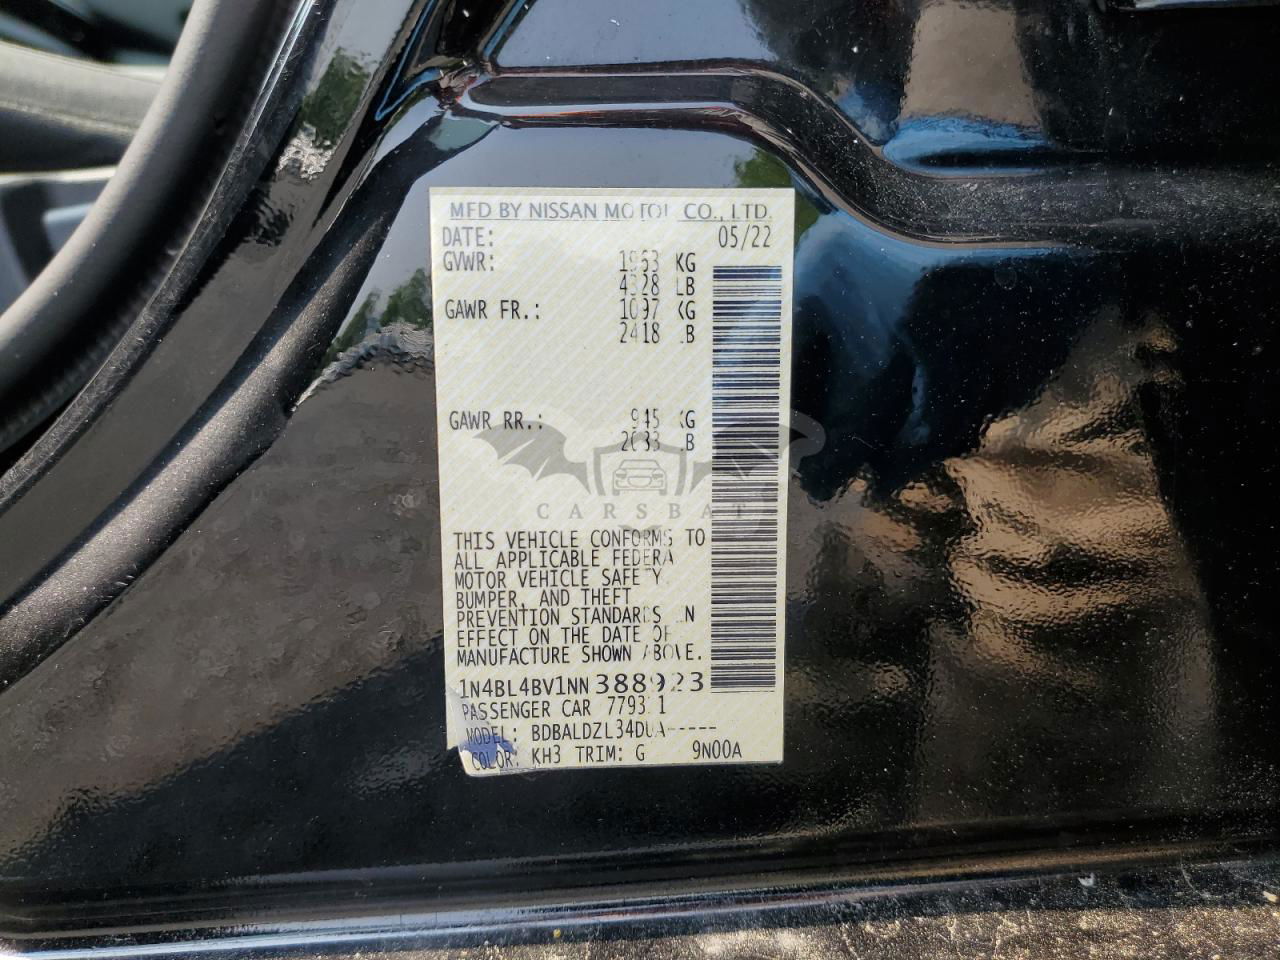 MFD BY NISSAN MOTOR CO., LTD.
DATE: 05/22
GVWR: 1963 KG
4328 LB
GAWR FR.: 1097 KG
2418 LB
GAWR RR.: 945 KG
2083 LB
CARSBAT
THIS VEHICLE CONFORMS TO
ALL APPLICABLE FEDERAL
MOTOR VEHICLE SAFETY,
BUMPER, AND THEFT
PREVENTION STANDARDS IN
EFFECT ON THE DATE OF
MANUFACTURE SHOWN ABOVE.
1N4BL4BV1NN388923
PASSENGER CAR
MODEL: BDBALDZL34DUA-----
COLOR: KH3 TRIM: G 9N00A